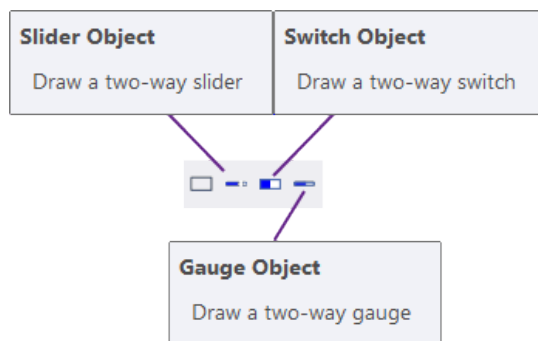 Slider Object
Draw a two-way slider
Switch Object
Draw a two-way switch
Gauge Object
Draw a two-way gauge